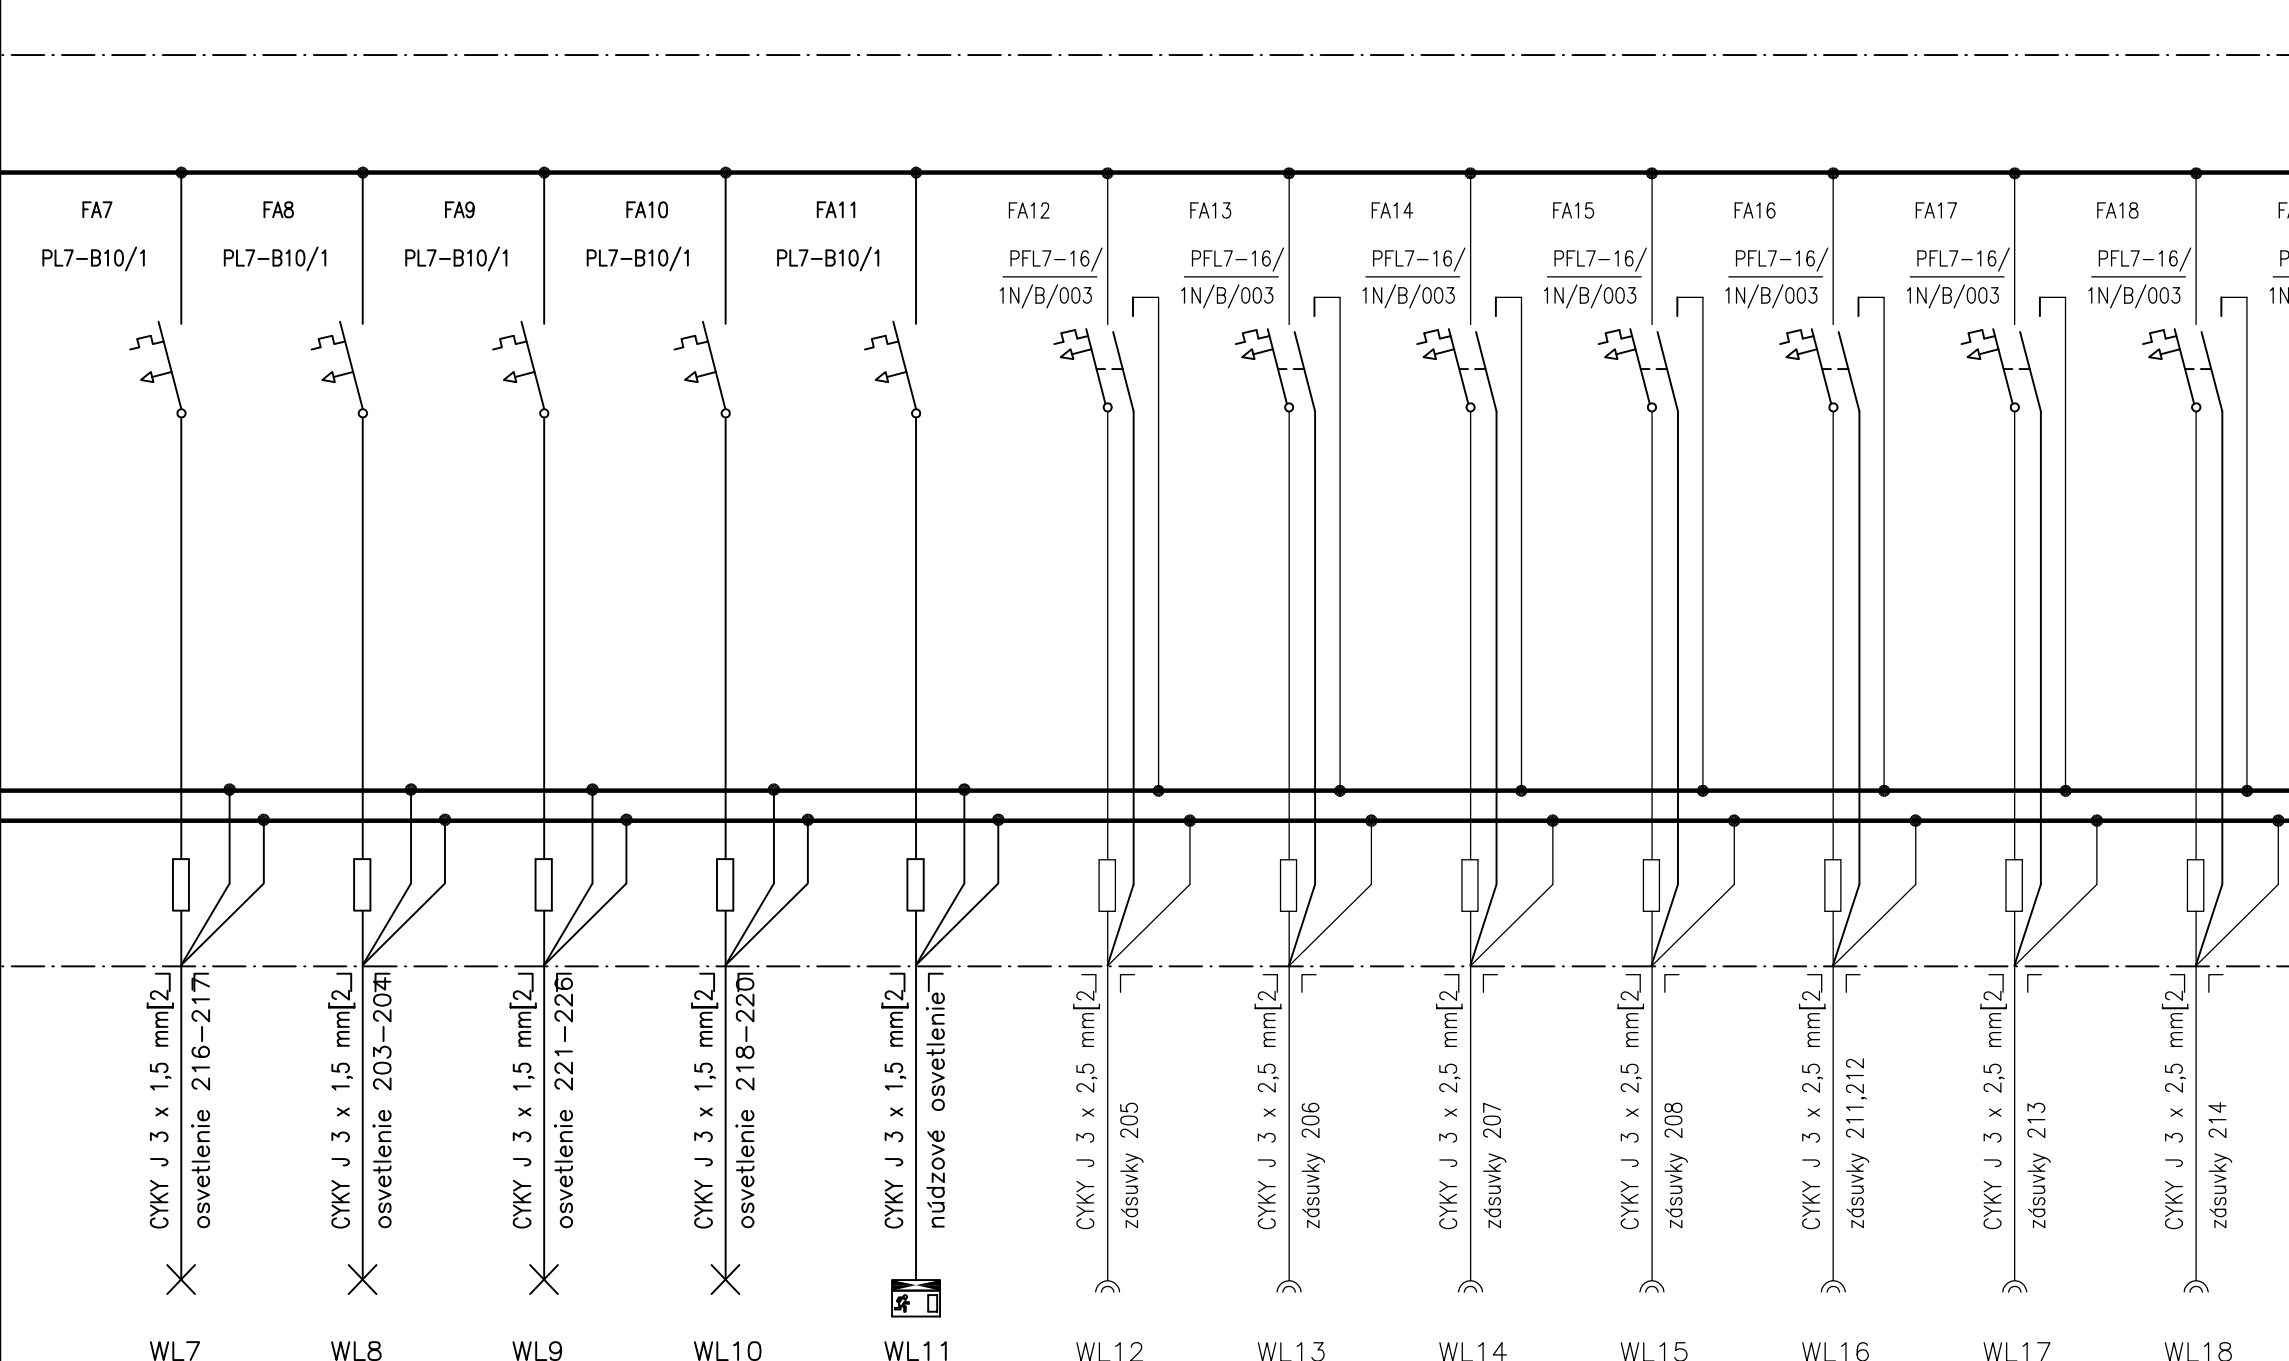 FA7
PL7-B10/1
FA8
PL7-B10/1
FA9
PL7-B10/1
FA10
PL7-B10/1
FA11
PL7-B10/1
FA12
PFL7-16/
1N/B/003
FA13
PFL7-16/
1N/B/003
FA14
PFL7-16/
1N/B/003
FA15
PFL7-16/
1N/B/003
FA16
PFL7-16/
1N/B/003
FA17
PFL7-16/
1N/B/003
FA18
PFL7-16/
1N/B/003
CYKY J 3 x 1,5 mm[2]
osvetlenie 216-217
CYKY J 3 x 1,5 mm[2]
osvetlenie 203-204
CYKY J 3 x 1,5 mm[2]
osvetlenie 221-226
CYKY J 3 x 1,5 mm[2]
osvetlenie 218-220
CYKY J 3 x 1,5 mm[2]
núdzové osvetlenie
CYKY J 3 x 2,5 mm[2]
zásuvky 205
CYKY J 3 x 2,5 mm[2]
zásuvky 206
CYKY J 3 x 2,5 mm[2]
zásuvky 207
CYKY J 3 x 2,5 mm[2]
zásuvky 208
CYKY J 3 x 2,5 mm[2]
zásuvky 211,212
CYKY J 3 x 2,5 mm[2]
zásuvky 213
CYKY J 3 x 2,5 mm[2]
zásuvky 214
WL7
WL8
WL9
WL10
WL11
WL12
WL13
WL14
WL15
WL16
WL17
WL18